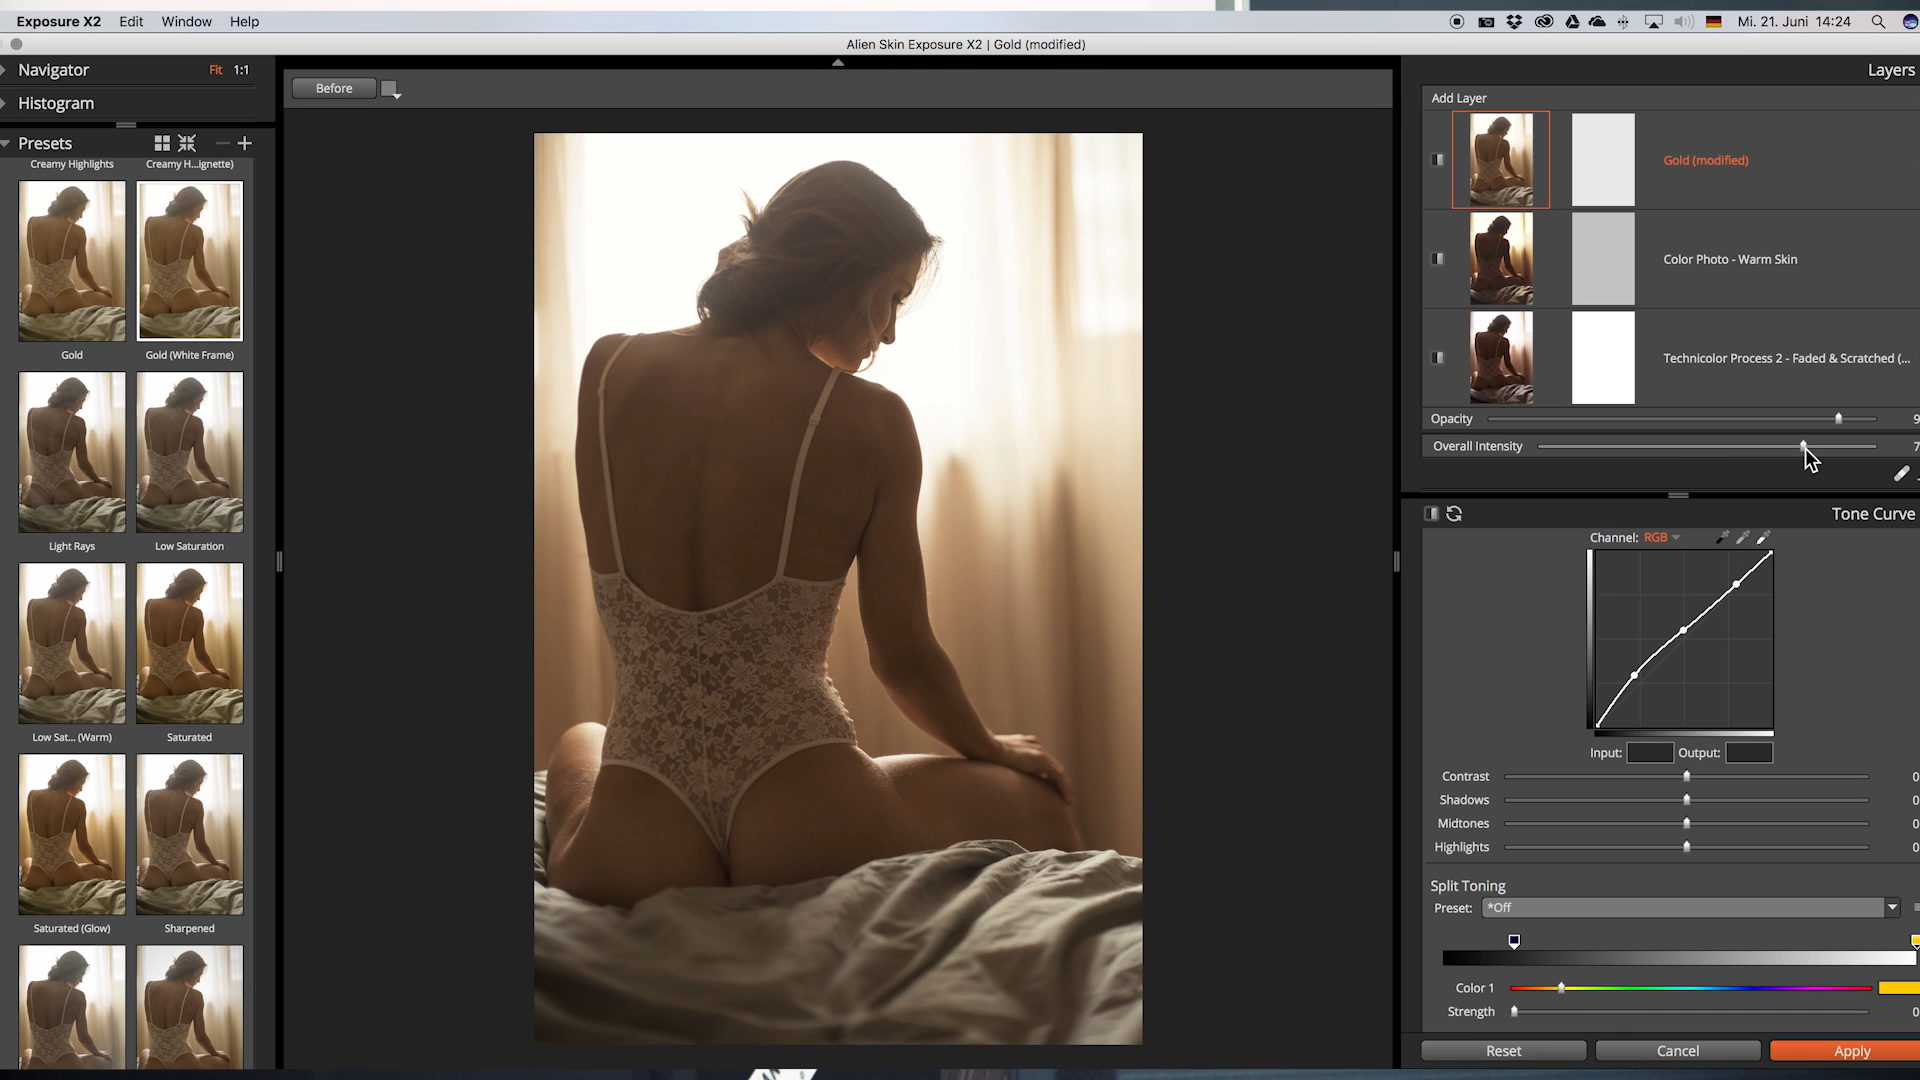 Exposure X2 Edit Window Help Mi. 21. Juni 14:24
Alien Skin Exposure X2 | Gold (modified)
Navigator Fit 1:1
Histogram
Presets
Creamy Highlights Creamy H...ignette)
Gold Gold (White Frame)
Light Rays Low Saturation
Low Sat... (Warm) Saturated
Saturated (Glow) Sharpened
Before
Layers
Add Layer
Gold (modified)
Color Photo - Warm Skin
Technicolor Process 2 - Faded & Scratched (...
Opacity 9
Overall Intensity 7
Tone Curve
Channel: RGB
Input: Output:
Contrast 0
Shadows 0
Midtones 0
Highlights 0
Split Toning
Preset: *Off
Color 1
Strength 0
Reset Cancel Apply